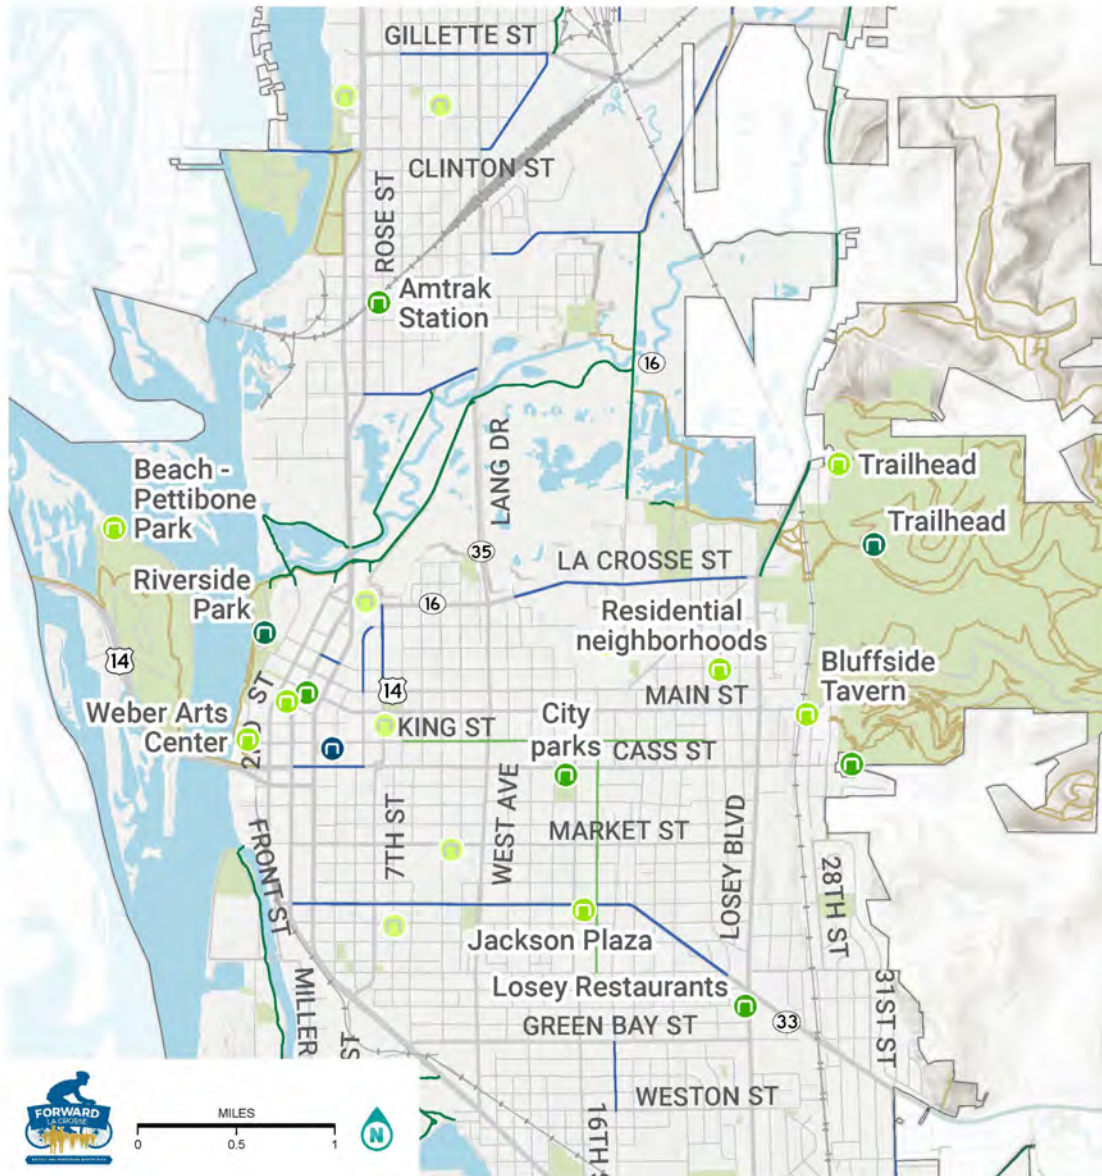 GILLETTE ST
CLINTON ST
ROSE ST
Amtrak
Station
16
LANG DR
Beach -
Pettibone
Park
Trailhead
Trailhead
35
LA CROSSE ST
Riverside
Park
16
Residential
neighborhoods
14
14
Bluffside
Tavern
MAIN ST
Weber Arts
Center
KING ST
City
parks
CASS ST
7TH ST
WEST AVE
MARKET ST
LOSEY BLVD
FRONT ST
28TH ST
Jackson Plaza
Losey Restaurants
GREEN BAY ST
33
31ST ST
MILLER
ST
WESTON ST
16TH
FORWARD
LA CROSSE
MILES
0 0.5 1
N